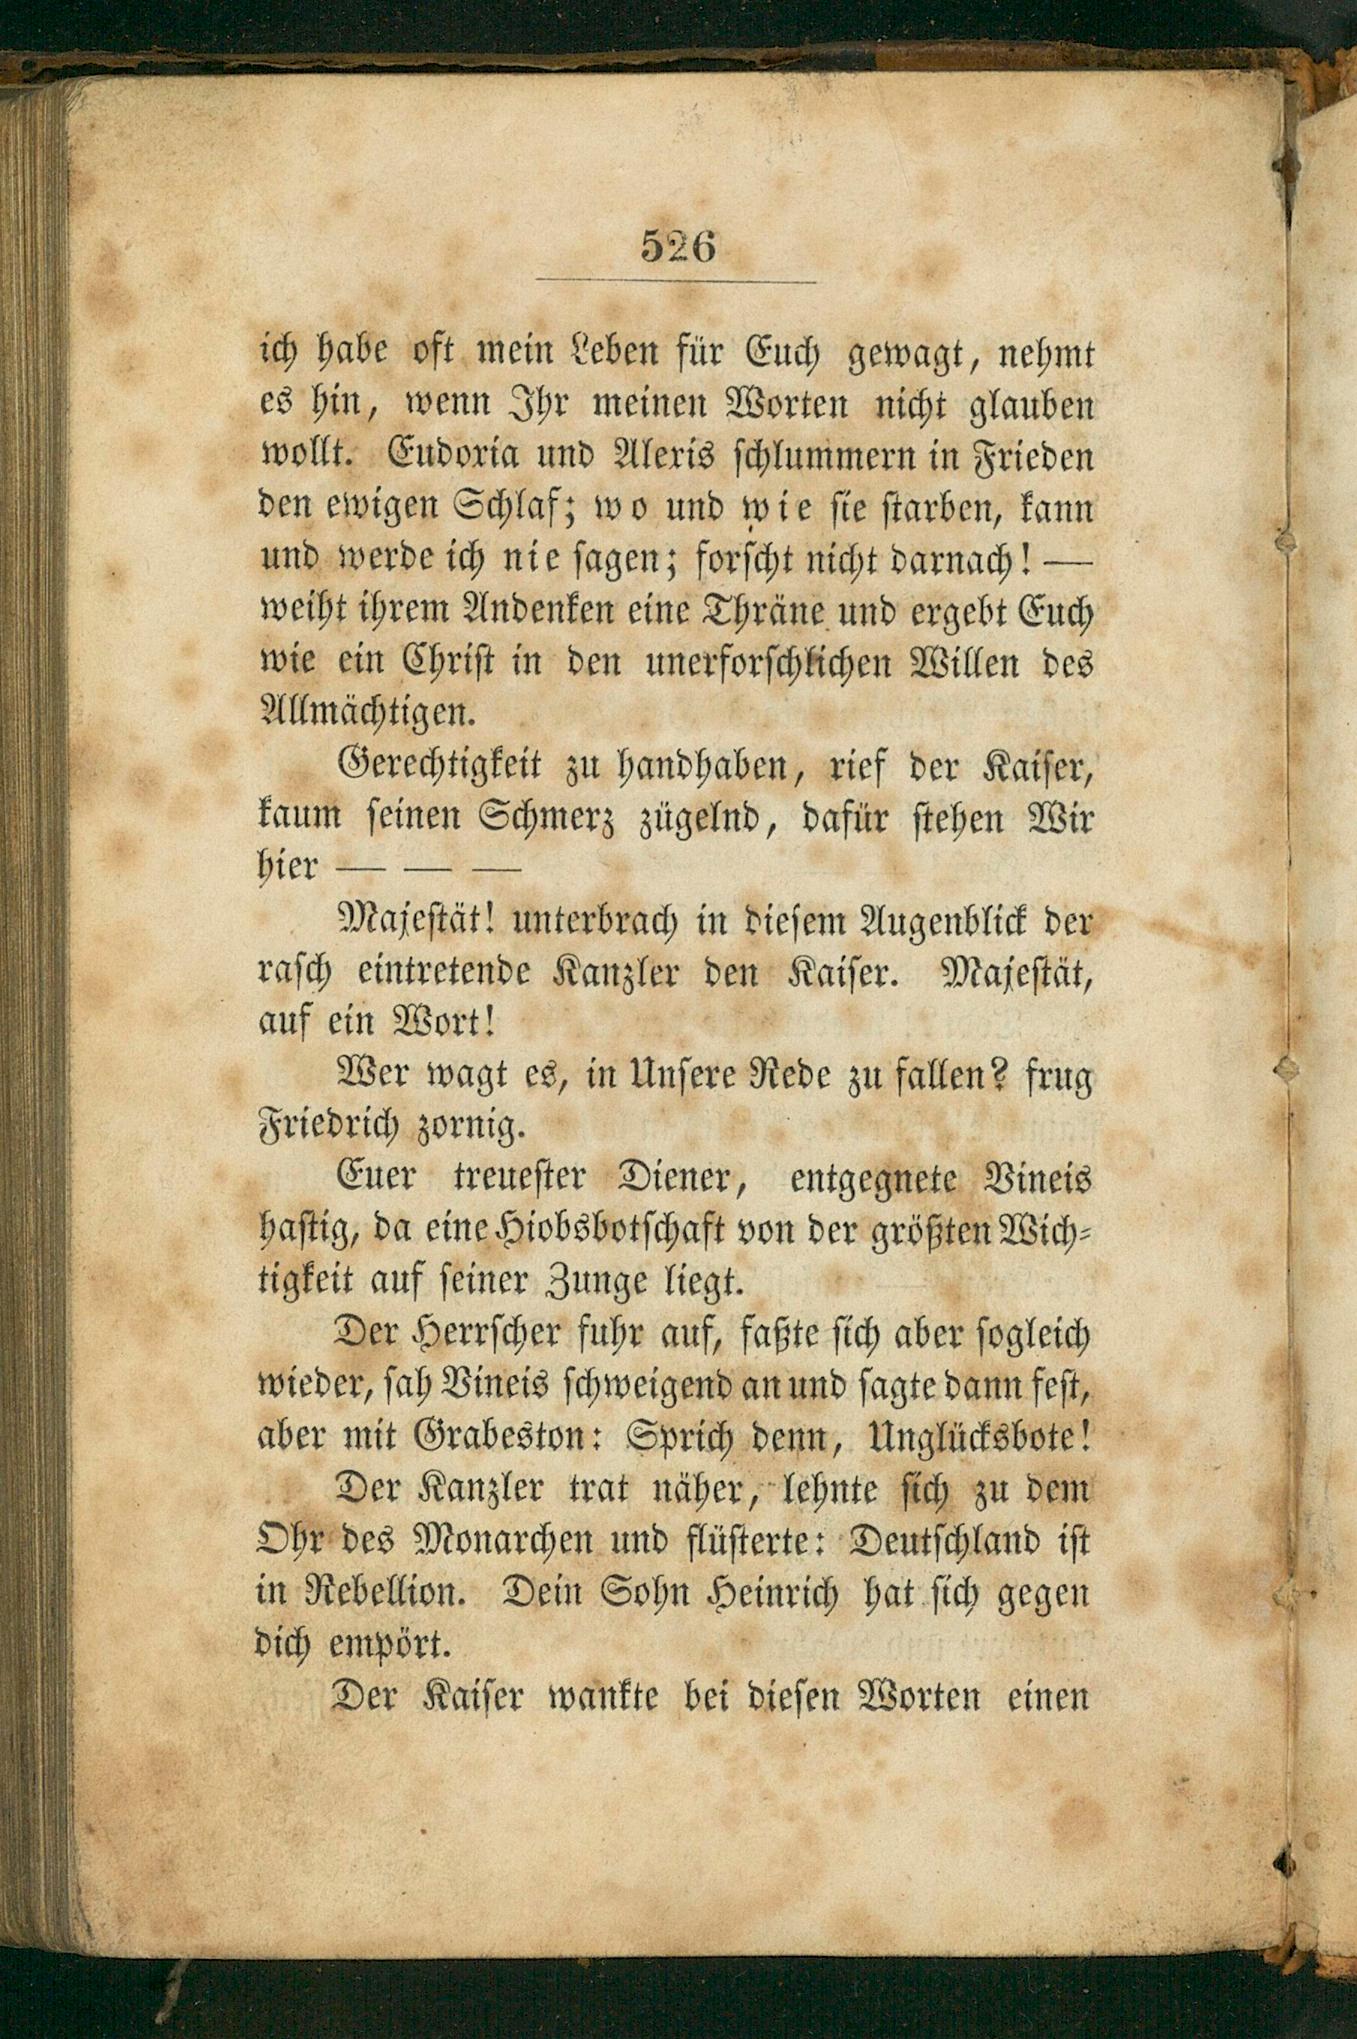 526
ich habe oft mein Leben für Euch gewagt, nehmt
es hin, wenn Ihr meinen Worten nicht glauben
wollt. Eudoxia und Alexis schlummern in Frieden
den ewigen Schlaf; wo und wie sie starben, kann
und werde ich nie sagen; forscht nicht darnach! —
weiht ihrem Andenken eine Thräne und ergebt Euch
wie ein Christ in den unerforschlichen Willen des
Allmächtigen.
Gerechtigkeit zu handhaben, rief der Kaiser,
kaum seinen Schmerz zügelnd, dafür stehen Wir
hier — — —
Majestät! unterbrach in diesem Augenblick der
rasch eintretende Kanzler den Kaiser. Majestät,
auf ein Wort!
Wer wagt es, in Unsere Rede zu fallen? frug
Friedrich zornig.
Euer treuester Diener, entgegnete Vineis
hastig, da eine Hiobsbotschaft von der größten Wich-
tigkeit auf seiner Zunge liegt.
Der Herrscher fuhr auf, faßte sich aber sogleich
wieder, sah Vineis schweigend an und sagte dann fest,
aber mit Grabeston: Sprich denn, Unglücksbote!
Der Kanzler trat näher, lehnte sich zu dem
Ohr des Monarchen und flüsterte: Deutschland ist
in Rebellion. Dein Sohn Heinrich hat sich gegen
dich empört.
Der Kaiser wankte bei diesen Worten einen